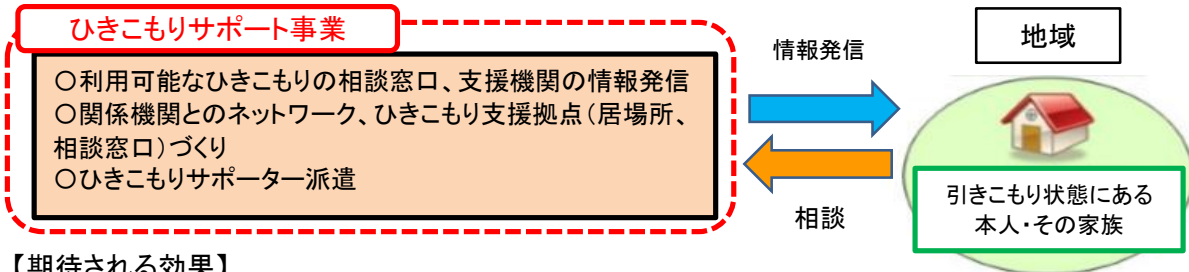 ひきこもりサポート事業
〇利用可能なひきこもりの相談窓口、支援機関の情報発信
〇関係機関とのネットワーク、ひきこもり支援拠点(居場所、
相談窓口)づくり
〇ひきこもりサポーター派遣
情報発信
相談
地域
引きこもり状態にある
本人・その家族
【期待される効果】